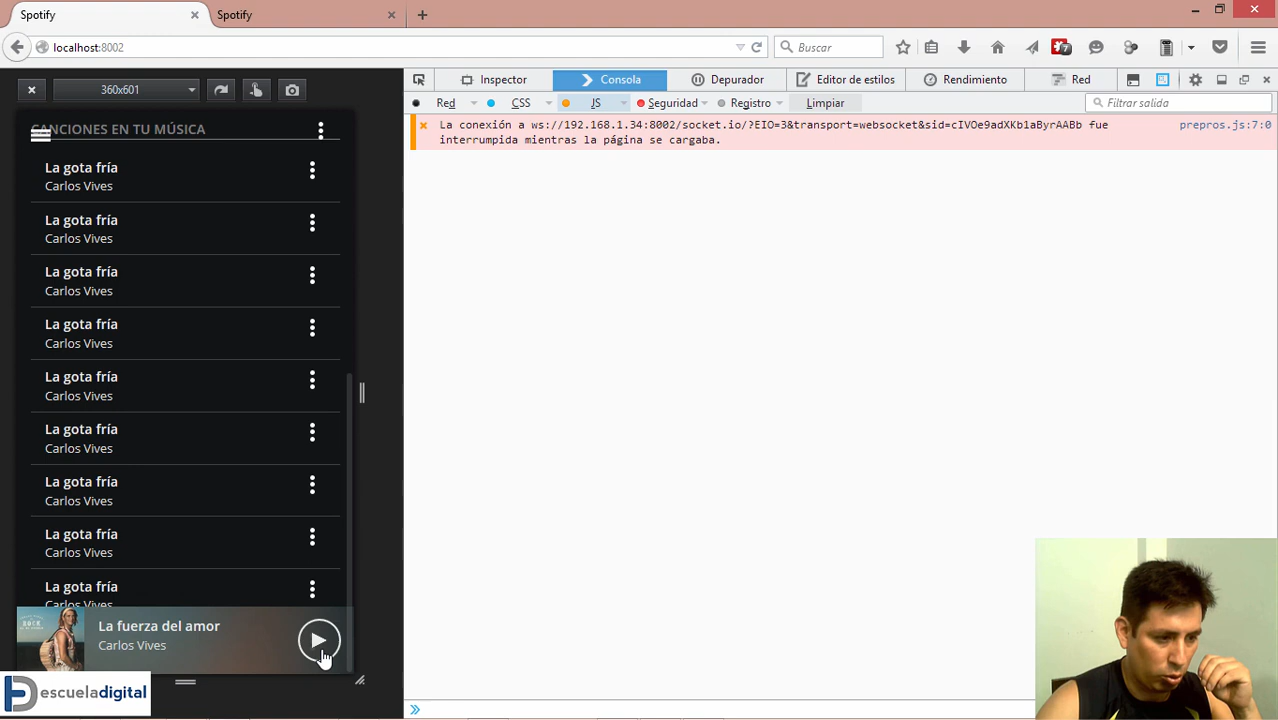 Spotify
Spotify
localhost:8002
Buscar
7
360x601
Inspector
Consola
Depurador
Editor de estilos
Rendimiento
Red
Red
CSS
JS
Seguridad
Registro
Limpiar
Filtrar salida
La conexión a ws://192.168.1.34:8002/socket.io/?EIO=3&transport=websocket&sid=cIVOe9adXKb1aByrAABb fue
interrumpida mientras la página se cargaba.
prepros.js:7:0
CANCIONES EN TU MÚSICA
La gota fría
Carlos Vives
La gota fría
Carlos Vives
La gota fría
Carlos Vives
La gota fría
Carlos Vives
La gota fría
Carlos Vives
La gota fría
Carlos Vives
La gota fría
Carlos Vives
La gota fría
Carlos Vives
La gota fría
Carlos Vives
La fuerza del amor
Carlos Vives
escueladigital